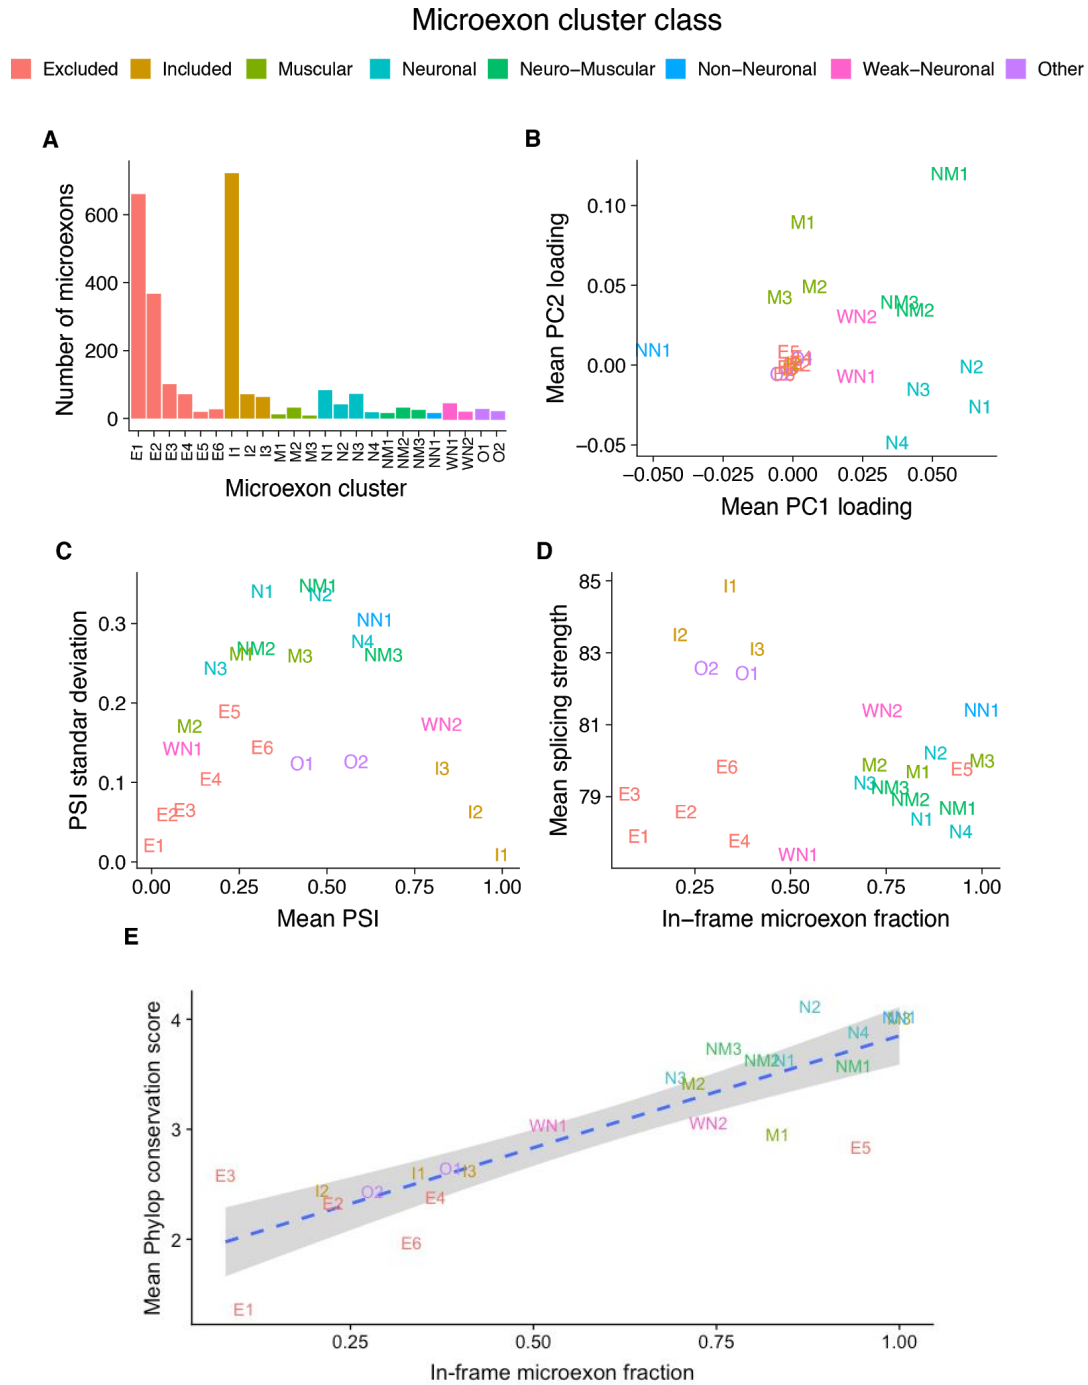 Microexon cluster class
Excluded Included Muscular Neuronal Neuro−Muscular Non−Neuronal Weak−Neuronal Other
A
Number of microexons
600
400
200
0
E1 E2 E3 E4 E5 E6 I1 I2 I3 M1 M2 M3 N1 N2 N3 N4 NM1 NM2 NM3 NN1 WN1 WN2 O1 O2
Microexon cluster
B
Mean PC2 loading
0.10
0.05
0.00
−0.05
NM1
M1
M2
M3
NM3
NM2
WN2
NN1
E5
WN1
N2
N3
N1
N4
−0.050 −0.025 0.000 0.025 0.050
Mean PC1 loading
C
PSI standar deviation
0.3
0.2
0.1
0.0
NM1
N1
N2
NN1
N4
NM2
M1
M3
NM3
N3
E5
M2
WN2
WN1
E6
O1
O2
I3
E4
E3
E2
I2
E1
I1
0.00 0.25 0.50 0.75 1.00
Mean PSI
D
Mean splicing strength
85
83
81
79
I1
I2
I3
O2
O1
WN2
NN1
N2
M3
M2
M1
E5
E6
N3
NM3
E3
NM2
NM1
E2
N1
E1
N4
E4
WN1
0.25 0.50 0.75 1.00
In−frame microexon fraction
E
Mean Phylop conservation score
4
3
2
N2
NN1
M3
N4
NM3
NM2
N1
NM1
N3
M2
WN1
WN2
M1
E5
E3
I1
O1
I3
I2
O2
E2
E4
E6
E1
0.25 0.50 0.75 1.00
In−frame microexon fraction